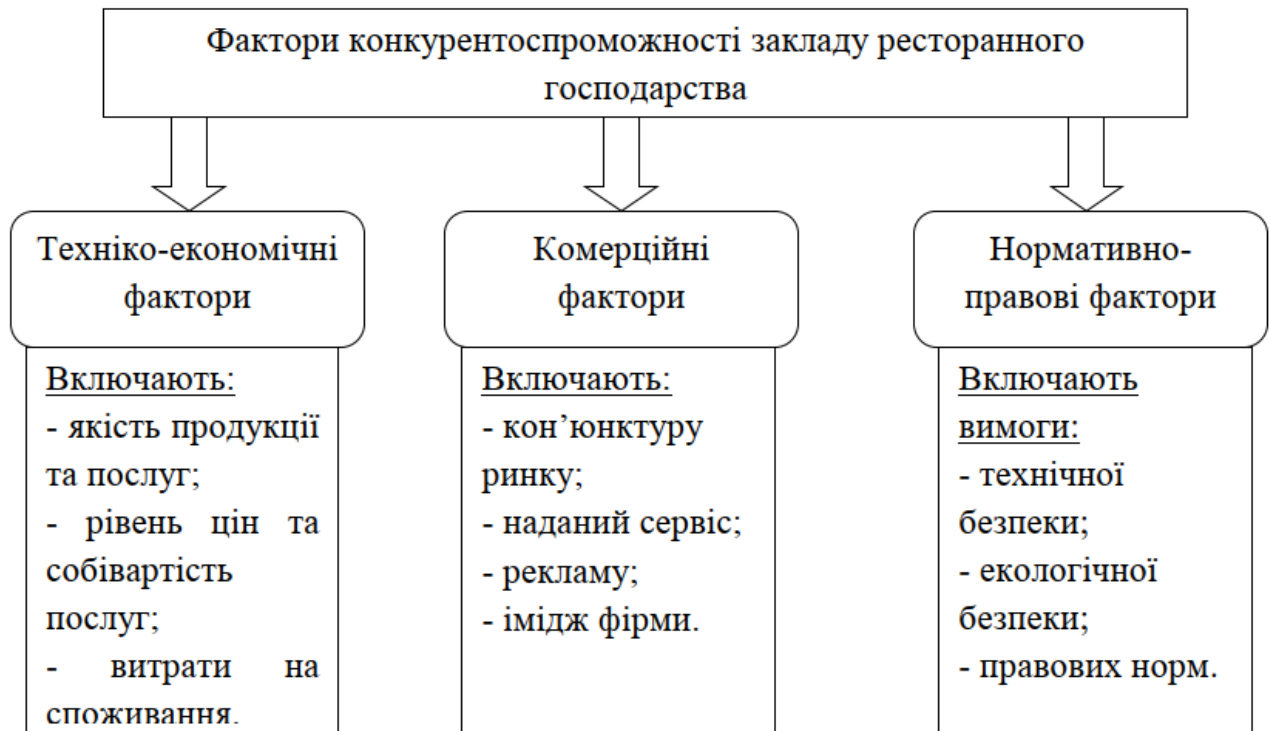 Фактори конкурентоспроможності закладу ресторанного
господарства
Техніко-економічні
фактори
Включають:
- якість продукції
та послуг;
- рівень цін та
собівартість
послуг;
- витрати на
споживання.
Комерційні
фактори
Включають:
- кон’юнктуру
ринку;
- наданий сервіс;
- рекламу;
- імідж фірми.
Нормативно-
правові фактори
Включають
вимоги:
- технічної
безпеки;
- екологічної
безпеки;
- правових норм.